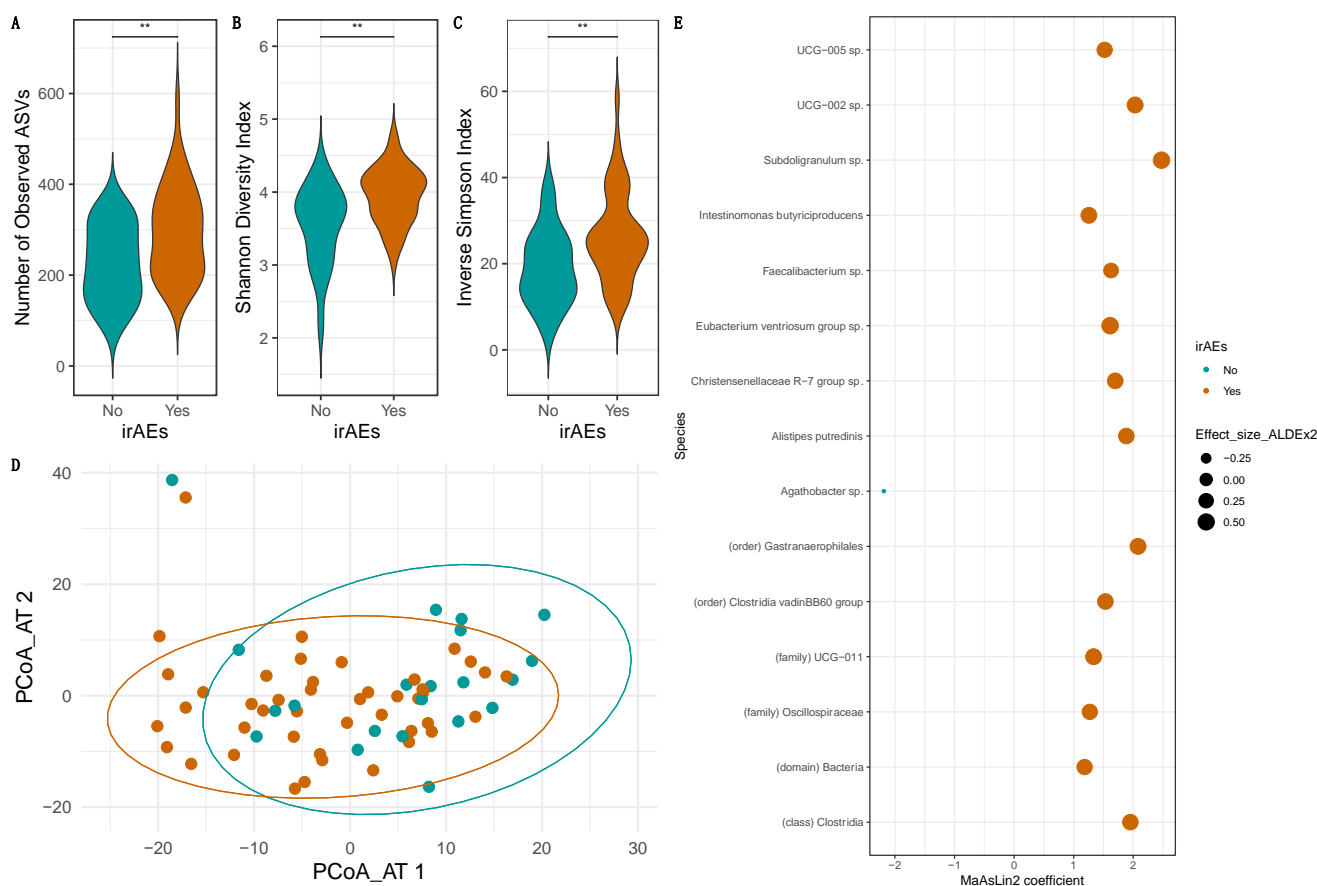 A
**
Number of Observed ASVs
600
400
200
0
No
Yes
irAEs
B
**
Shannon Diversity Index
6
5
4
3
2
No
Yes
irAEs
C
**
Inverse Simpson Index
60
40
20
0
No
Yes
irAEs
D
PCoA_AT 2
40
20
0
−20
−20
−10
0
10
20
30
PCoA_AT 1
E
Species
UCG−005 sp.
UCG−002 sp.
Subdoligranulum sp.
Intestinomonas butyriciproducens
Faecalibacterium sp.
Eubacterium ventriosum group sp.
Christensenellaceae R−7 group sp.
Alistipes putredinis
Agathobacter sp.
(order) Gastranaerophilales
(order) Clostridia vadinBB60 group
(family) UCG−011
(family) Oscillospiraceae
(domain) Bacteria
(class) Clostridia
−2
−1
0
1
2
MaAsLin2 coefficient
irAEs
No
Yes
Effect_size_ALDEx2
−0.25
0.00
0.25
0.50